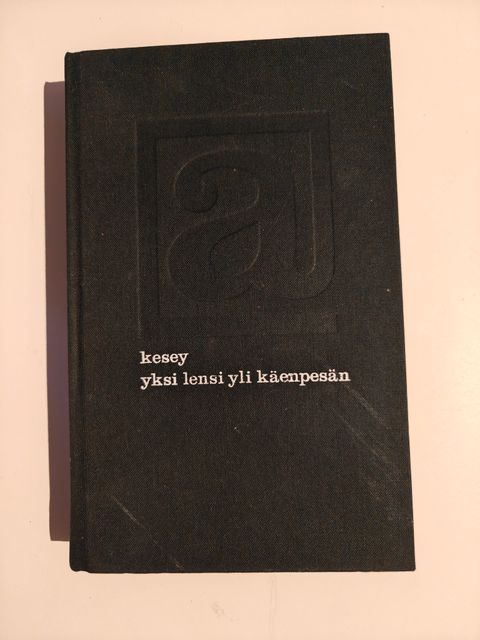 a
kesey
yksi lensi yli käenpesän